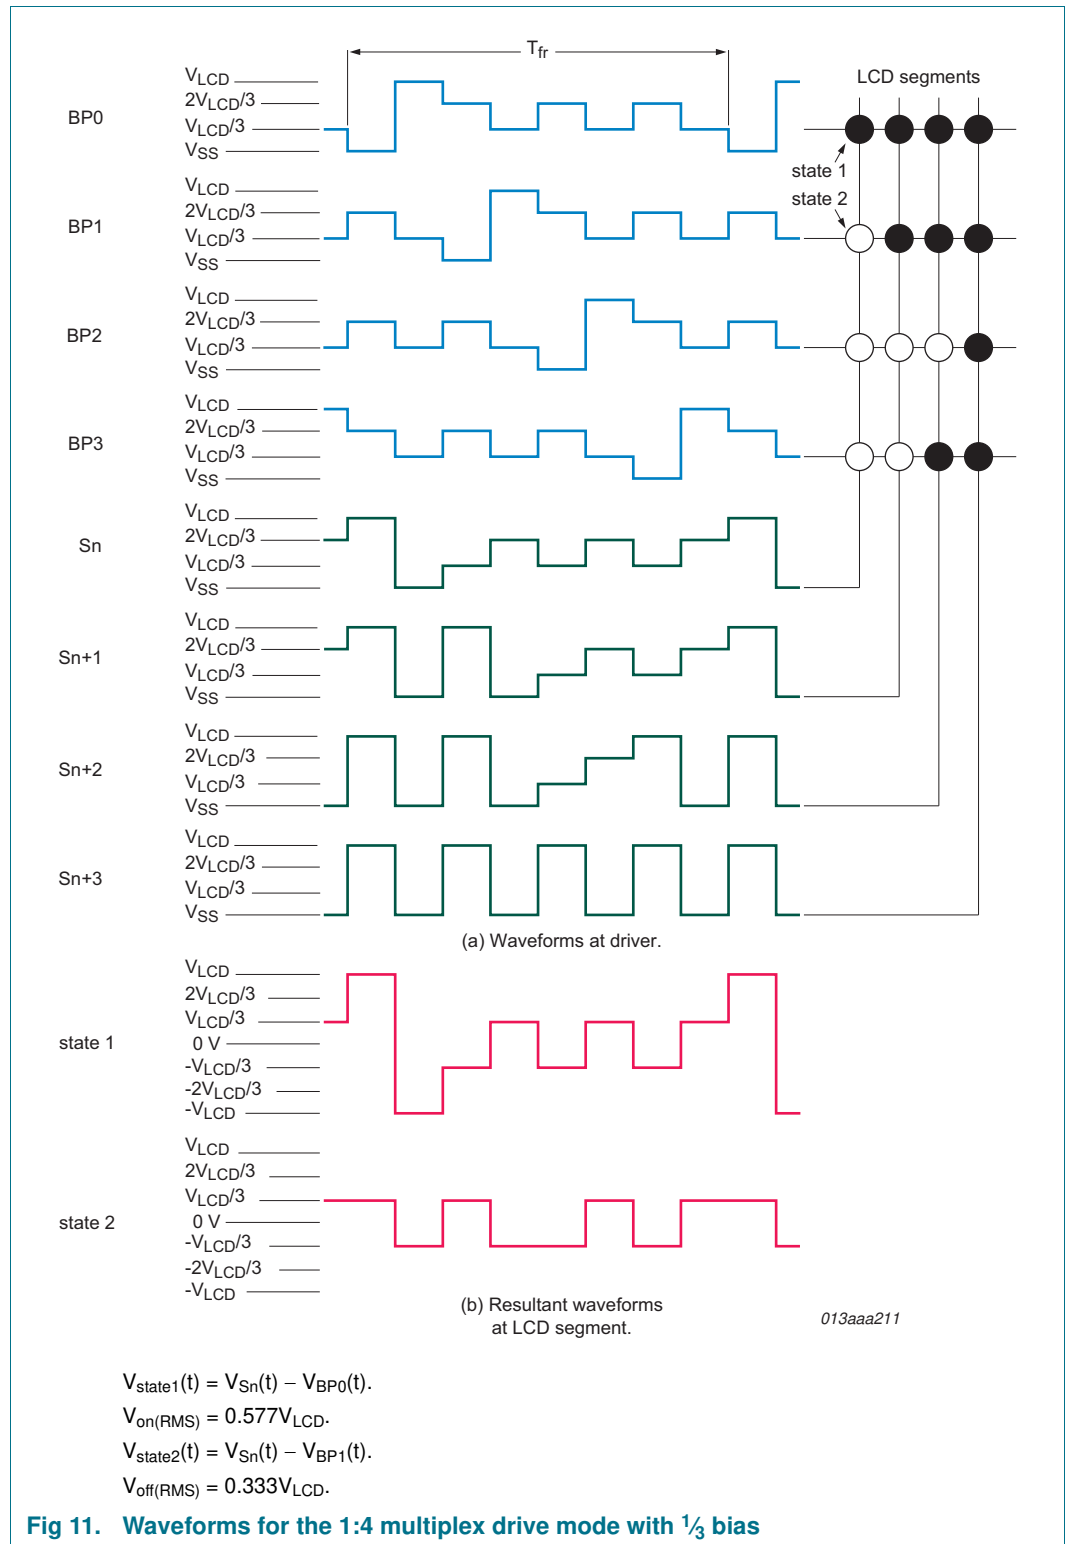 Tfr
LCD segments
BP0
VLCD
2VLCD/3
VLCD/3
VSS
state 1
state 2
BP1
VLCD
2VLCD/3
VLCD/3
VSS
BP2
VLCD
2VLCD/3
VLCD/3
VSS
BP3
VLCD
2VLCD/3
VLCD/3
VSS
Sn
VLCD
2VLCD/3
VLCD/3
VSS
Sn+1
VLCD
2VLCD/3
VLCD/3
VSS
Sn+2
VLCD
2VLCD/3
VLCD/3
VSS
Sn+3
VLCD
2VLCD/3
VLCD/3
VSS
(a) Waveforms at driver.
state 1
VLCD
2VLCD/3
VLCD/3
0 V
-VLCD/3
-2VLCD/3
-VLCD
state 2
VLCD
2VLCD/3
VLCD/3
0 V
-VLCD/3
-2VLCD/3
-VLCD
(b) Resultant waveforms
at LCD segment.
013aaa211
Vstate1(t) = VSn(t) − VBP0(t).
Von(RMS) = 0.577VLCD.
Vstate2(t) = VSn(t) − VBP1(t).
Voff(RMS) = 0.333VLCD.
Fig 11. Waveforms for the 1:4 multiplex drive mode with 1⁄3 bias